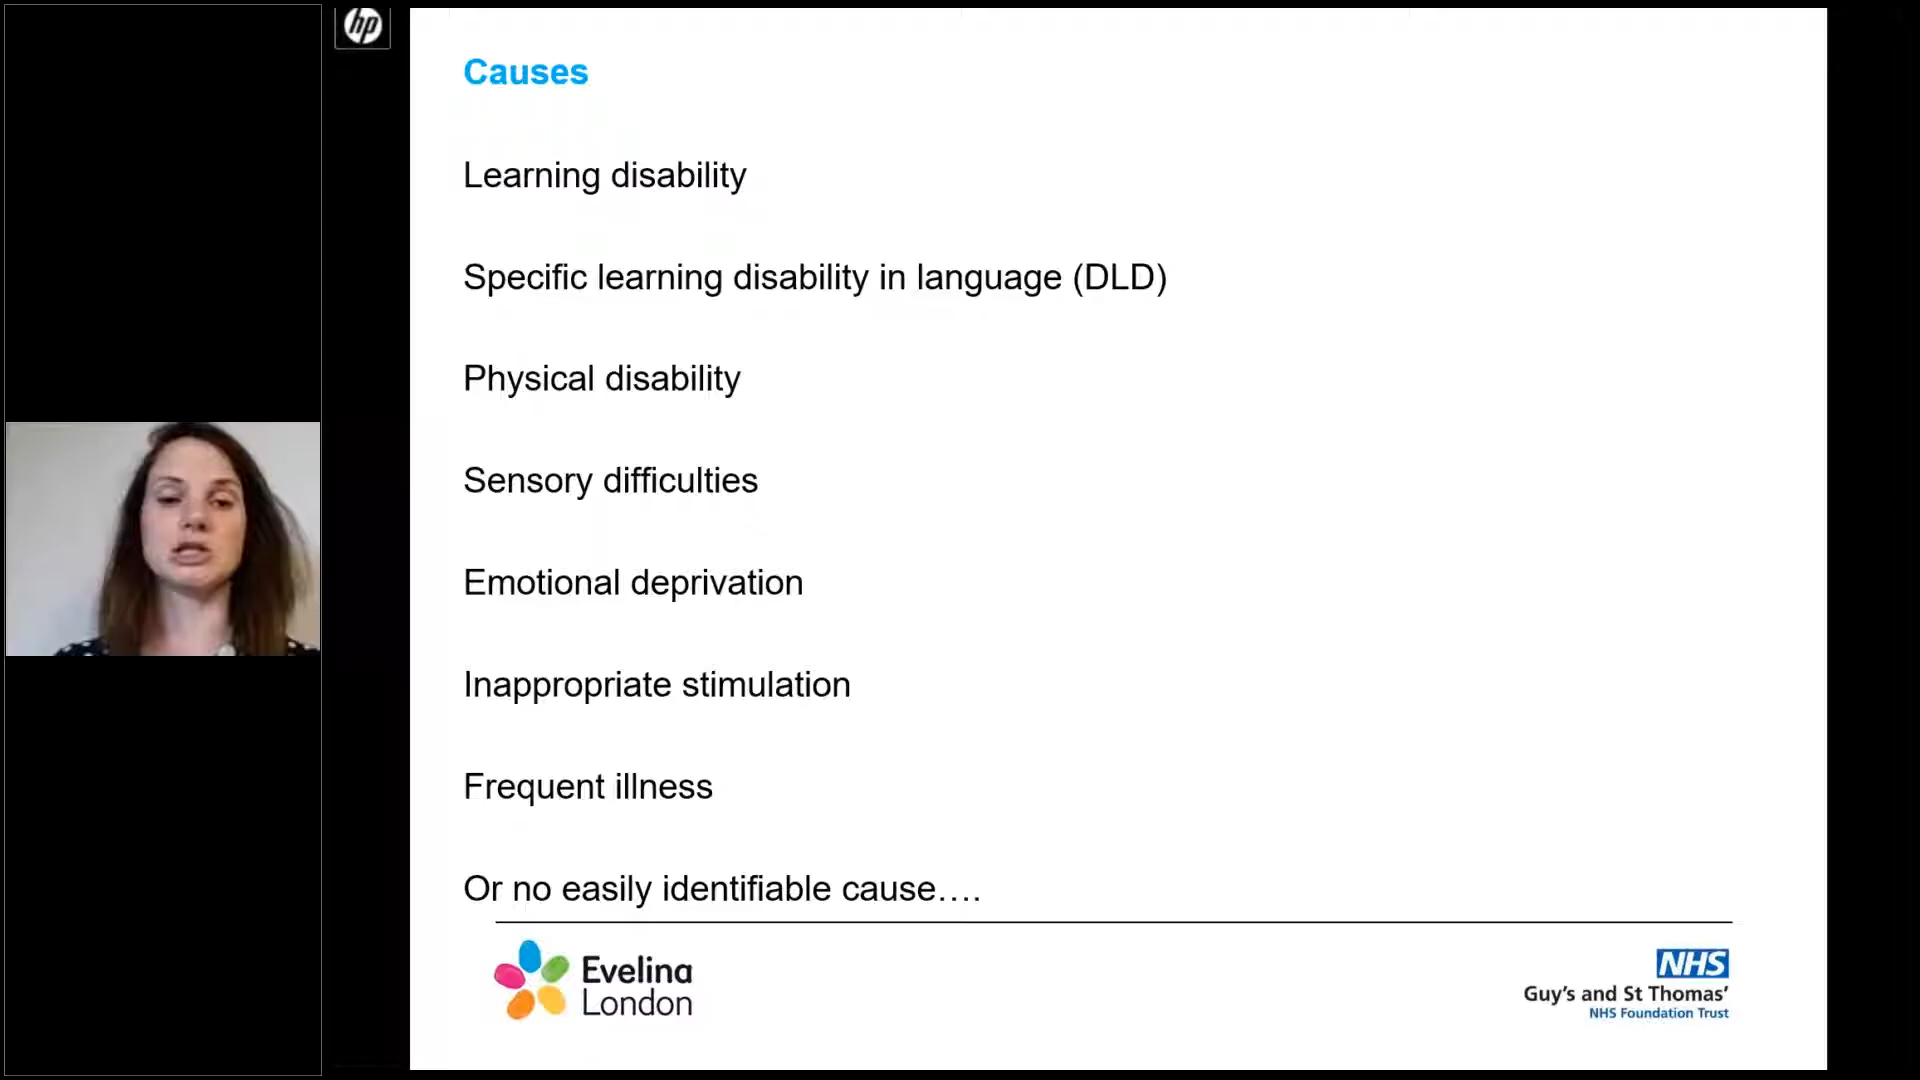 hp
Causes
Learning disability
Specific learning disability in language (DLD)
Physical disability
Sensory difficulties
Emotional deprivation
Inappropriate stimulation
Frequent illness
Or no easily identifiable cause….
Evelina
London
NHS
Guy's and St Thomas'
NHS Foundation Trust